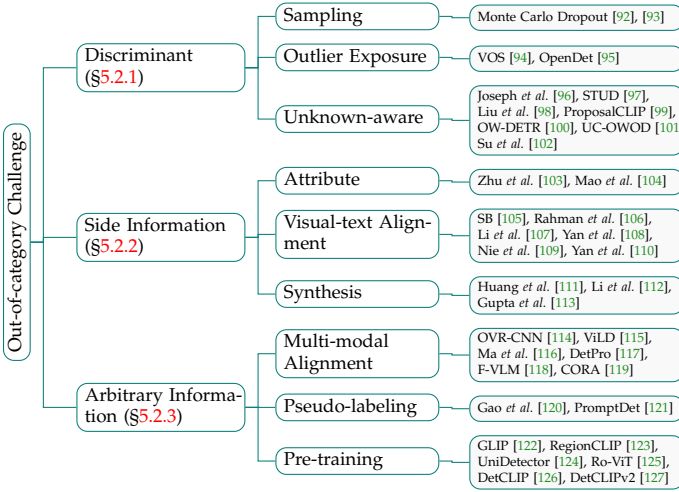 Out-of-category Challenge
Discriminant
(§5.2.1)
Sampling
Monte Carlo Dropout [92], [93]
Outlier Exposure
VOS [94], OpenDet [95]
Unknown-aware
Joseph et al. [96], STUD [97],
Liu et al. [98], ProposalCLIP [99],
OW-DETR [100], UC-OWOD [101
Su et al. [102]
Side Information
(§5.2.2)
Attribute
Zhu et al. [103], Mao et al. [104]
Visual-text Align-
ment
SB [105], Rahman et al. [106],
Li et al. [107], Yan et al. [108],
Nie et al. [109], Yan et al. [110]
Synthesis
Huang et al. [111], Li et al. [112],
Gupta et al. [113]
Arbitrary Informa-
tion (§5.2.3)
Multi-modal
Alignment
OVR-CNN [114], ViLD [115],
Ma et al. [116], DetPro [117],
F-VLM [118], CORA [119]
Pseudo-labeling
Gao et al. [120], PromptDet [121]
Pre-training
GLIP [122], RegionCLIP [123],
UniDetector [124], Ro-ViT [125],
DetCLIP [126], DetCLIPv2 [127]